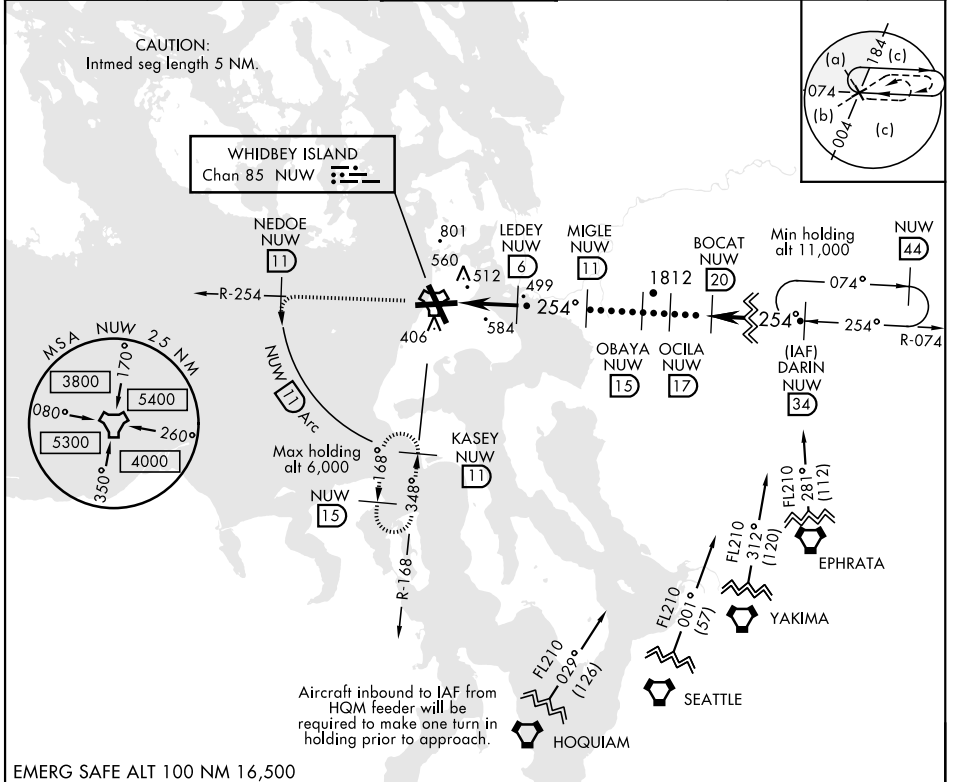 CAUTION:
Intmed seg length 5 NM.
(a)
184
(c)
074
(b)
004
(c)
WHIDBEY ISLAND
Chan 85 NUW
NEDOE
NUW
11
801
560
512
LEDEY
NUW
6
499
MIGLE
NUW
11
1812
BOCAT
NUW
20
Min holding
alt 11,000
NUW
44
074°
R-254
254°
254°
254°
R-074
406
584
OBAYA
NUW
15
OCILA
NUW
17
(IAF)
DARIN
NUW
34
MSA NUW 25 NM
170°
3800
5400
080°
260°
5300
4000
350°
NUW 11 Arc
Max holding
alt 6,000
168°
348°
KASEY
NUW
11
NUW
15
R-168
FL210
281°
(112)
EPHRATA
FL210
312°
(120)
YAKIMA
FL210
001°
(57)
SEATTLE
FL210
029°
(126)
HOQUIAM
Aircraft inbound to IAF from
HQM feeder will be
required to make one turn in
holding prior to approach.
EMERG SAFE ALT 100 NM 16,500